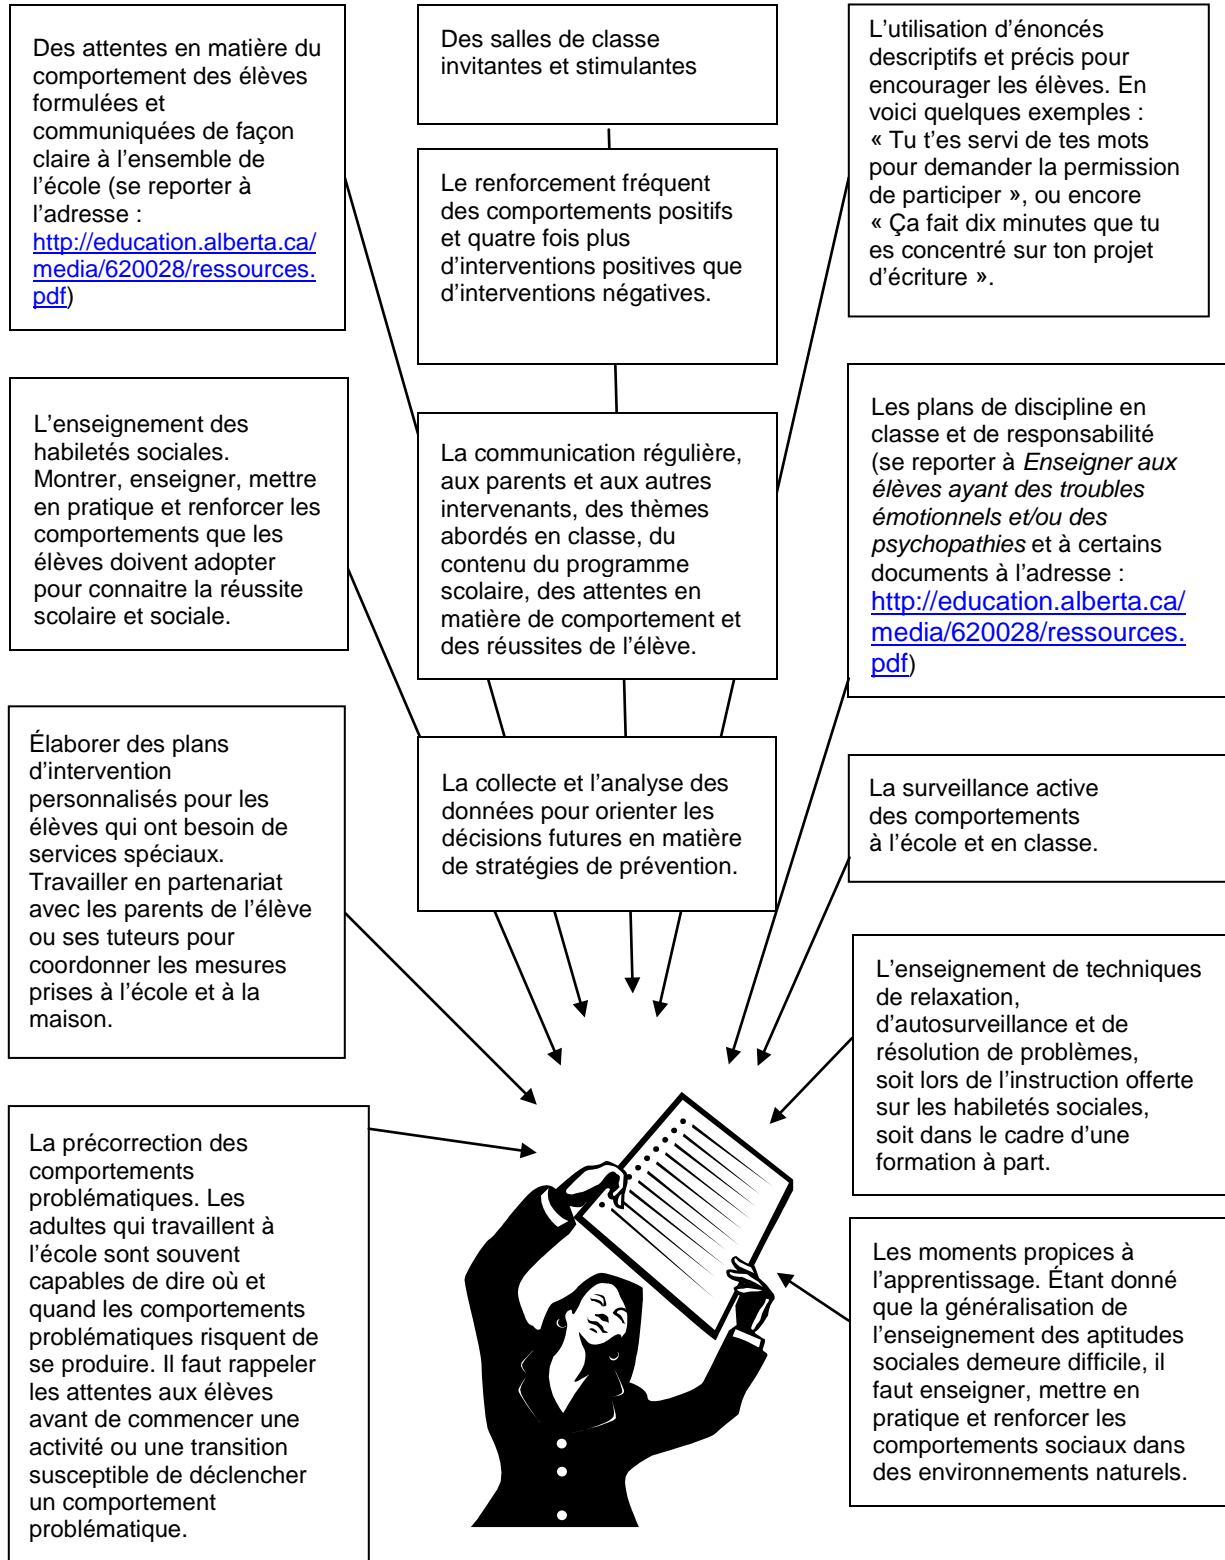 Des attentes en matière du
comportement des élèves
formulées et
communiquées de façon
claire à l'ensemble de
l'école (se reporter à
l'adresse :
http://education.alberta.ca/
media/620028/ressources.
pdf)
Des salles de classe
invitantes et stimulantes
L'utilisation d'énoncés
descriptifs et précis pour
encourager les élèves. En
voici quelques exemples :
« Tu t'es servi de tes mots
pour demander la permission
de participer », ou encore
« Ça fait dix minutes que tu
es concentré sur ton projet
d'écriture ».
Le renforcement fréquent
des comportements positifs
et quatre fois plus
d'interventions positives que
d'interventions négatives.
L'enseignement des
habiletés sociales.
Montrer, enseigner, mettre
en pratique et renforcer les
comportements que les
élèves doivent adopter
pour connaitre la réussite
scolaire et sociale.
La communication régulière,
aux parents et aux autres
intervenants, des thèmes
abordés en classe, du
contenu du programme
scolaire, des attentes en
matière de comportement et
des réussites de l'élève.
Les plans de discipline en
classe et de responsabilité
(se reporter à Enseigner aux
élèves ayant des troubles
émotionnels et/ou des
psychopathies et à certains
documents à l'adresse :
http://education.alberta.ca/
media/620028/ressources.
pdf)
Élaborer des plans
d'intervention
personnalisés pour les
élèves qui ont besoin de
services spéciaux.
Travailler en partenariat
avec les parents de l'élève
ou ses tuteurs pour
coordonner les mesures
prises à l'école et à la
maison.
La collecte et l'analyse des
données pour orienter les
décisions futures en matière
de stratégies de prévention.
La surveillance active
des comportements
à l'école et en classe.
L'enseignement de techniques
de relaxation,
d'autosurveillance et de
résolution de problèmes,
soit lors de l'instruction offerte
sur les habiletés sociales,
soit dans le cadre d'une
formation à part.
La précorrection des
comportements
problématiques. Les
adultes qui travaillent à
l'école sont souvent
capables de dire où et
quand les comportements
problématiques risquent de
se produire. Il faut rappeler
les attentes aux élèves
avant de commencer une
activité ou une transition
susceptible de déclencher
un comportement
problématique.
Les moments propices à
l'apprentissage. Étant donné
que la généralisation de
l'enseignement des aptitudes
sociales demeure difficile, il
faut enseigner, mettre en
pratique et renforcer les
comportements sociaux dans
des environnements naturels.